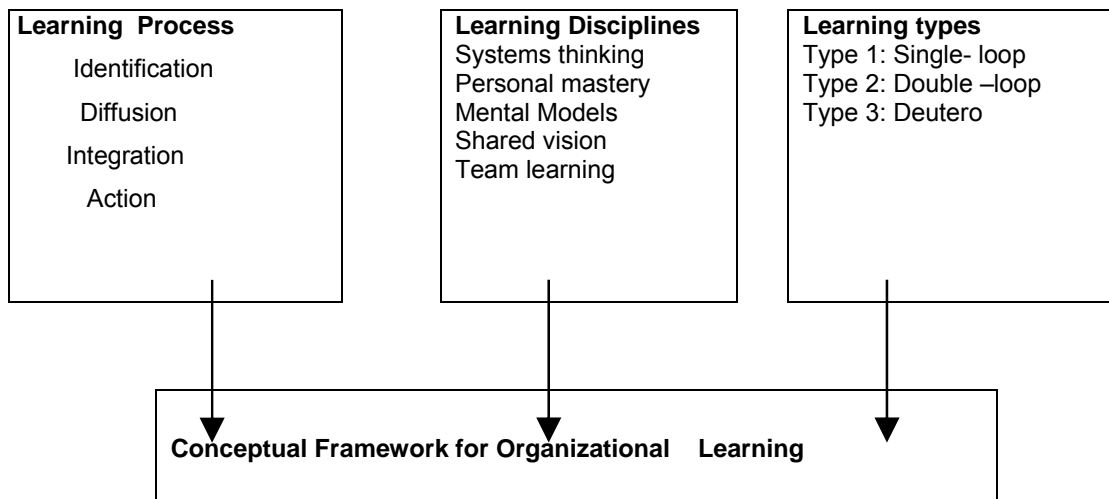 Learning Process
Identification
Diffusion
Integration
Action
Learning Disciplines
Systems thinking
Personal mastery
Mental Models
Shared vision
Team learning
Learning types
Type 1: Single- loop
Type 2: Double –loop
Type 3: Deutero
Conceptual Framework for Organizational Learning